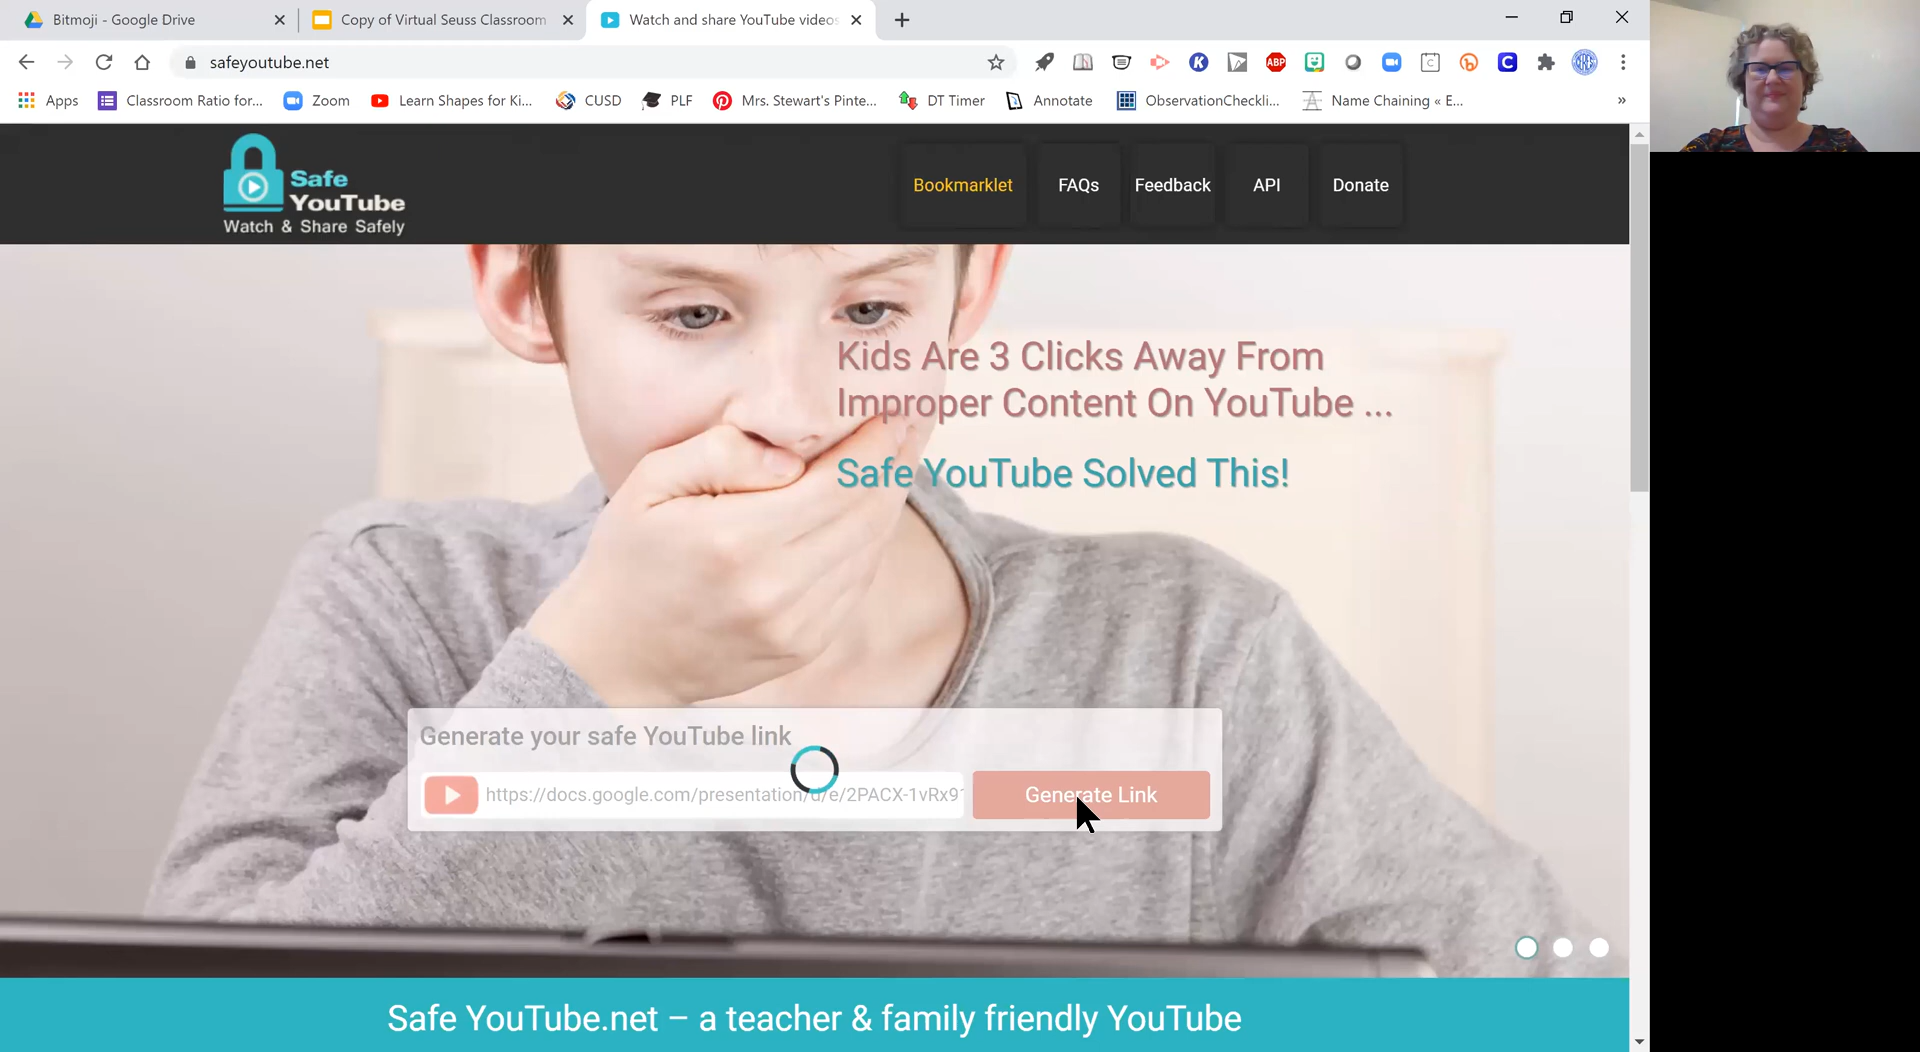 Bitmoji - Google Drive
Copy of Virtual Seuss Classroom
Watch and share YouTube videos
safeyoutube.net
K
ABP
C
C
Apps
Classroom Ratio for...
Zoom
Learn Shapes for Ki...
CUSD
PLF
Mrs. Stewart's Pinte...
DT Timer
Annotate
ObservationCheckli...
Name Chaining « E...
»
Safe
YouTube
Watch & Share Safely
Bookmarklet
FAQs
Feedback
API
Donate
Kids Are 3 Clicks Away From
Improper Content On YouTube ...
Safe YouTube Solved This!
Generate your safe YouTube link
https://docs.google.com/presentation/d/e/2PACX-1vRx9
Generate Link
Safe YouTube.net – a teacher & family friendly YouTube